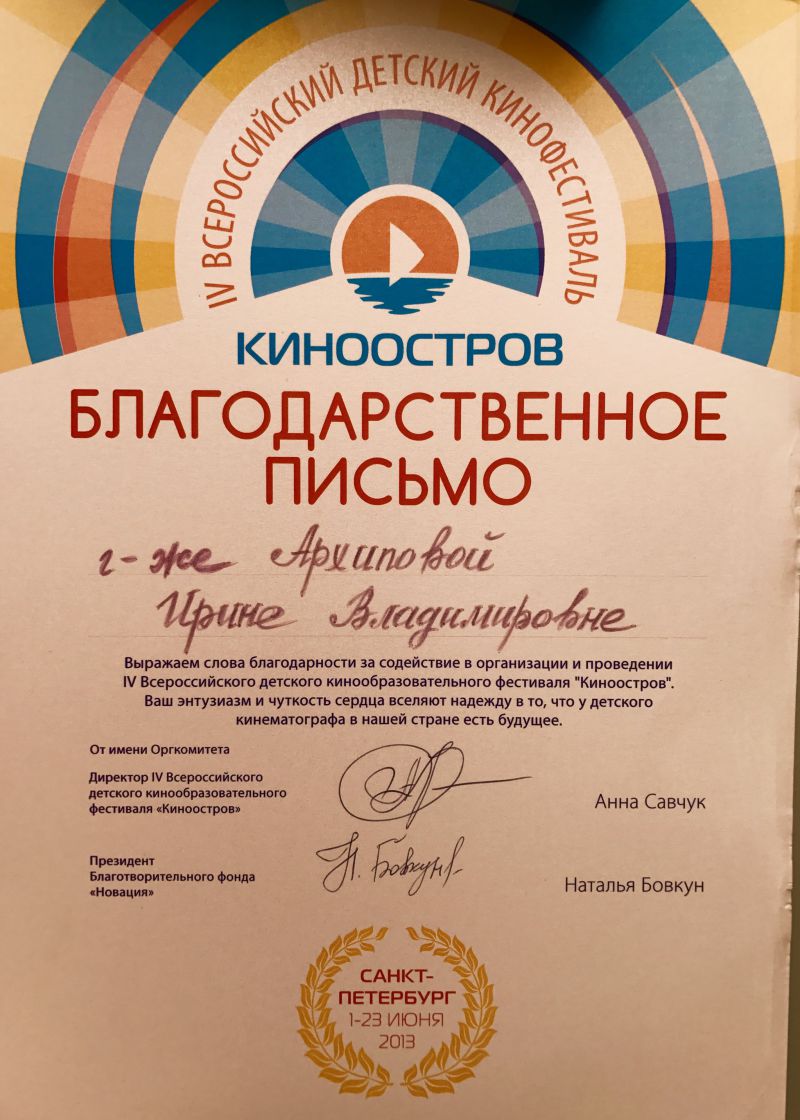 IV ВСЕРОССИЙСКИЙ ДЕТСКИЙ КИНОФЕСТИВАЛЬ
КИНООСТРОВ
БЛАГОДАРСТВЕННОЕ
ПИСЬМО
г-же Архиповой
Ирине Владимировне
Выражаем слова благодарности за содействие в организации и проведении
IV Всероссийского детского кинообразовательного фестиваля "Киноостров".
Ваш энтузиазм и чуткость сердца вселяют надежду в то, что у детского
кинематографа в нашей стране есть будущее.
От имени Оргкомитета
Директор IV Всероссийского
детского кинообразовательного
фестиваля «Киноостров»
Анна Савчук
Президент
Благотворительного фонда
«Новация»
Н. Бовкун
Наталья Бовкун
САНКТ-
ПЕТЕРБУРГ
1-23 ИЮНЯ
2013